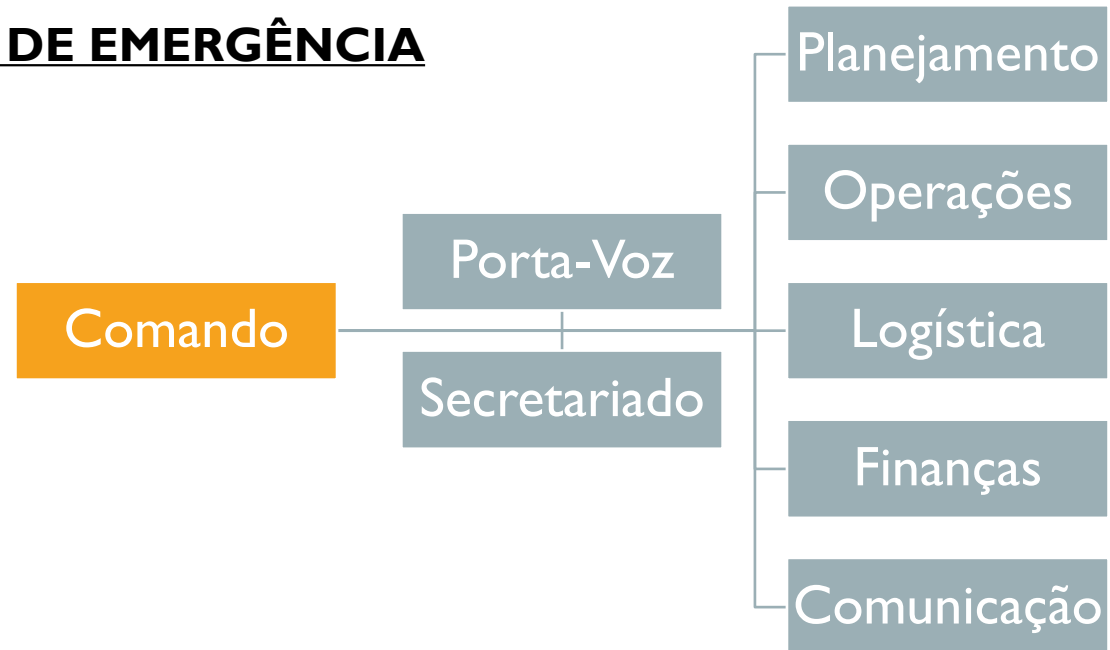 DE EMERGÊNCIA
Comando
Porta-Voz
Secretariado
Planejamento
Operações
Logística
Finanças
Comunicação